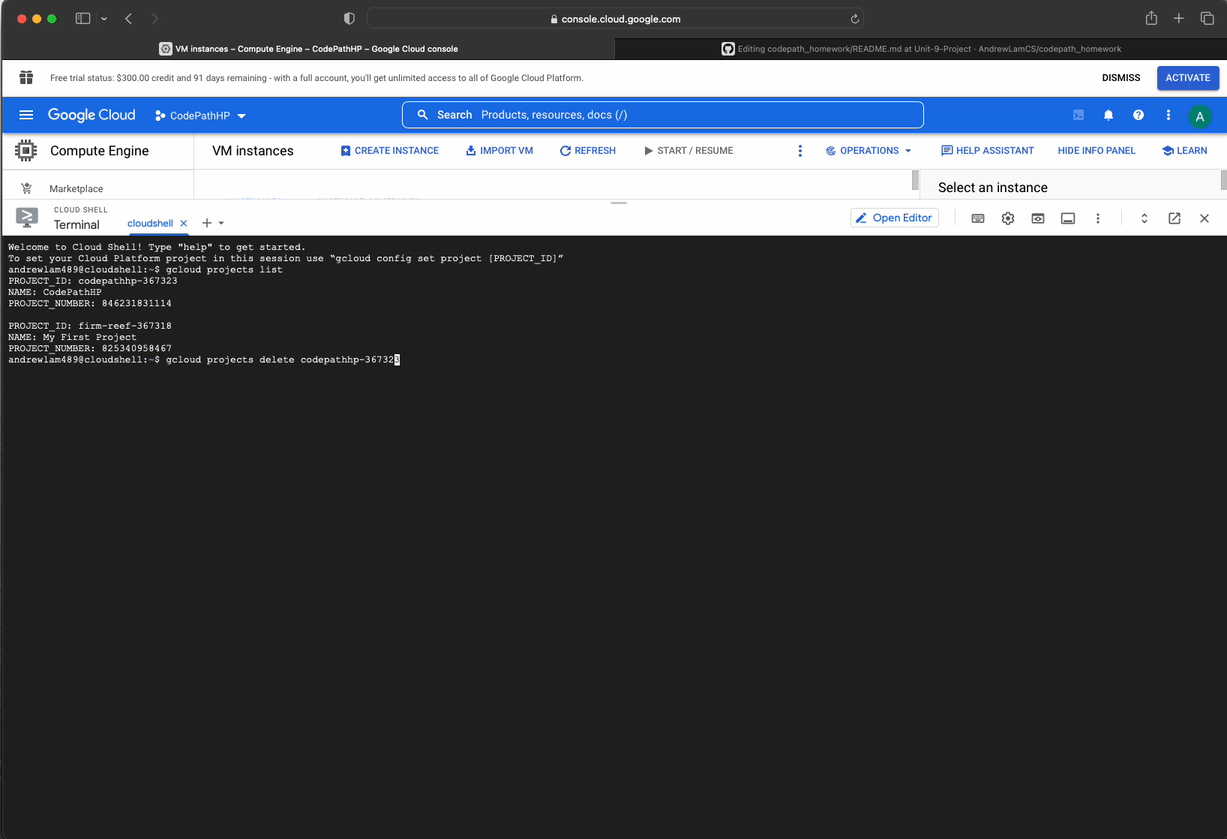 console.cloud.google.com
VM instances – Compute Engine – CodePathHP – Google Cloud console
Editing codepath_homework/README.md at Unit-9-Project · AndrewLamCS/codepath_homework
Free trial status: $300.00 credit and 91 days remaining - with a full account, you'll get unlimited access to all of Google Cloud Platform.
DISMISS
ACTIVATE
Google Cloud
CodePathHP
Search Products, resources, docs (/)
A
Compute Engine
VM instances
CREATE INSTANCE
IMPORT VM
REFRESH
START / RESUME
OPERATIONS
HELP ASSISTANT
HIDE INFO PANEL
LEARN
Marketplace
Select an instance
CLOUD SHELL
Terminal
cloudshell
Open Editor
Welcome to Cloud Shell! Type "help" to get started.
To set your Cloud Platform project in this session use “gcloud config set project [PROJECT_ID]”
andrewlam489@cloudshell:~$ gcloud projects list
PROJECT_ID: codepathhp-367323
NAME: CodePathHP
PROJECT_NUMBER: 846231831114
PROJECT_ID: firm-reef-367318
NAME: My First Project
PROJECT_NUMBER: 825340958467
andrewlam489@cloudshell:~$ gcloud projects delete codepathhp-367323